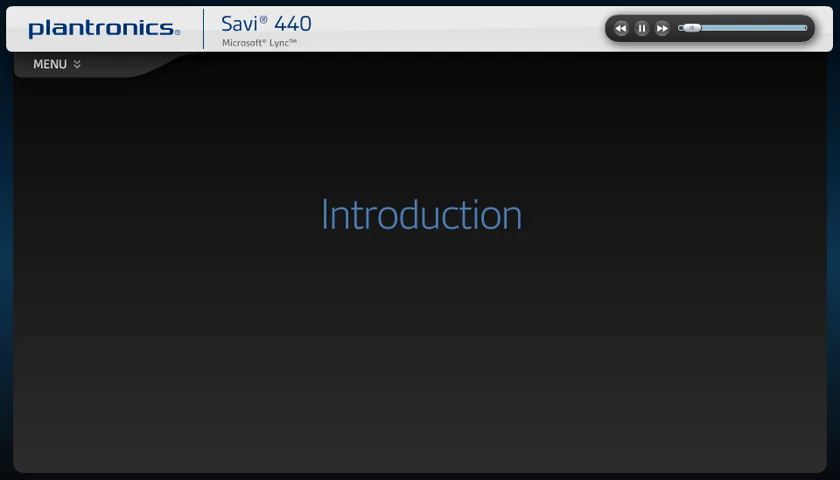 plantronics®
Savi® 440
Microsoft® Lync™
MENU
Introduction